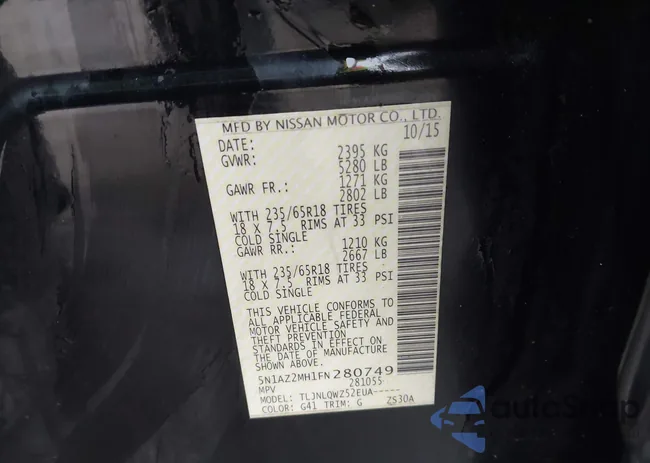 MFD BY NISSAN MOTOR CO., LTD.
DATE: 10/15
GVWR: 2395 KG
5280 LB
GAWR FR.: 1271 KG
2802 LB
WITH 235/65R18 TIRES
18 X 7.5 RIMS AT 33 PSI
COLD SINGLE
GAWR RR.: 1210 KG
2667 LB
WITH 235/65R18 TIRES
18 X 7.5 RIMS AT 33 PSI
COLD SINGLE
THIS VEHICLE CONFORMS TO
ALL APPLICABLE FEDERAL
MOTOR VEHICLE SAFETY AND
THEFT PREVENTION
STANDARDS IN EFFECT ON
THE DATE OF MANUFACTURE
SHOWN ABOVE.
5N1AZ2MH1FN280749
MPV 281055
MODEL: TLJNLQWZ52EUA-----
COLOR: G41 TRIM: G ZS30A
AutoSnap